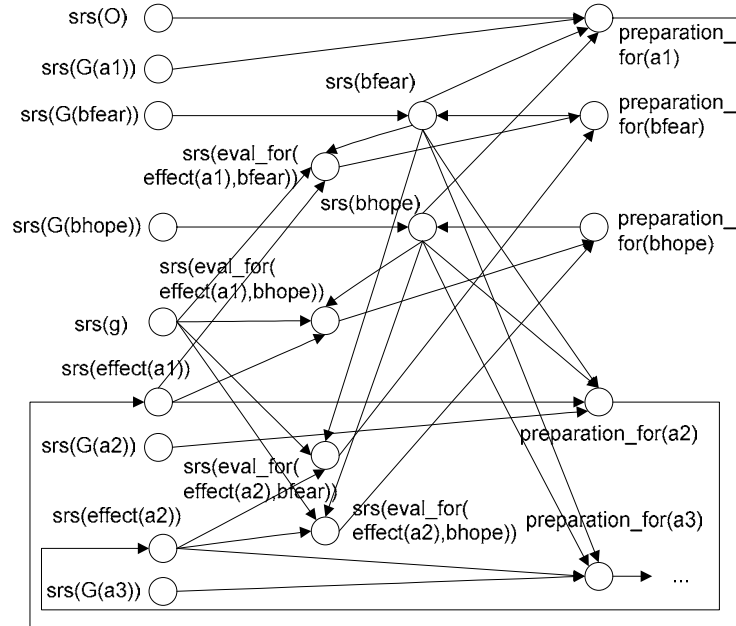 srs(O)
preparation_
for(a1)
srs(G(a1))
srs(bfear)
srs(G(bfear))
preparation_
for(bfear)
srs(eval_for(
effect(a1),bfear))
srs(bhope)
srs(G(bhope))
preparation_
for(bhope)
srs(eval_for(
effect(a1),bhope))
srs(g)
srs(effect(a1))
preparation_for(a2)
srs(G(a2))
srs(eval_for(
effect(a2),bfear))
srs(eval_for(
effect(a2),bhope))
srs(effect(a2))
preparation_for(a3)
srs(G(a3))
...